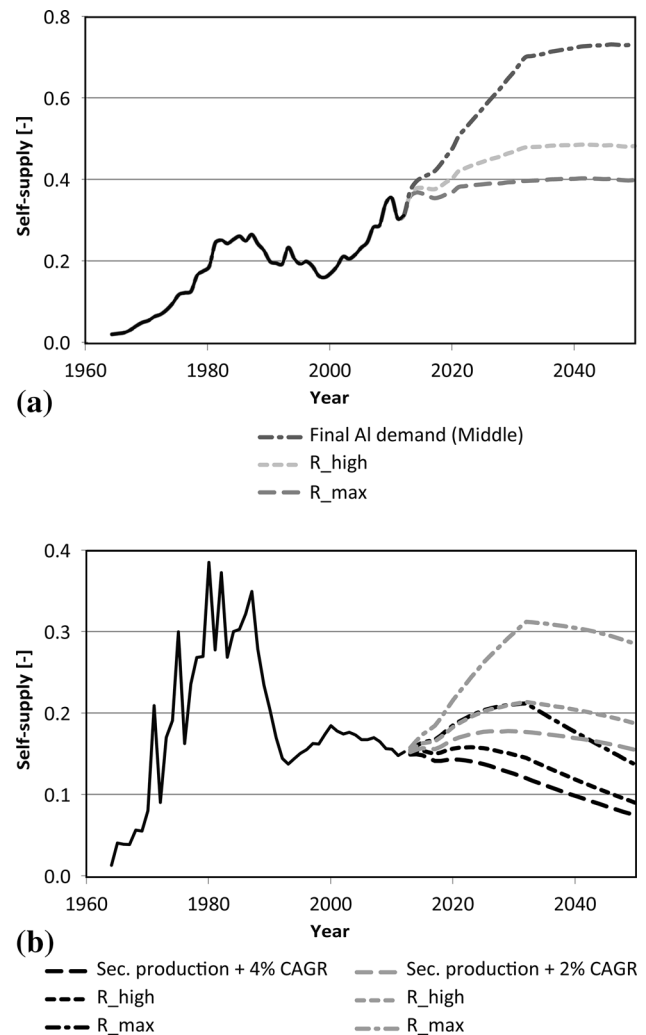 0.8
0.6
0.4
0.2
0.0
Self-supply [-]
1960 1980 2000 2020 2040
Year
(a)
Final Al demand (Middle)
R_high
R_max
0.4
0.3
0.2
0.1
0.0
Self-supply [-]
1960 1980 2000 2020 2040
Year
(b)
Sec. production + 4% CAGR Sec. production + 2% CAGR
R_high R_high
R_max R_max